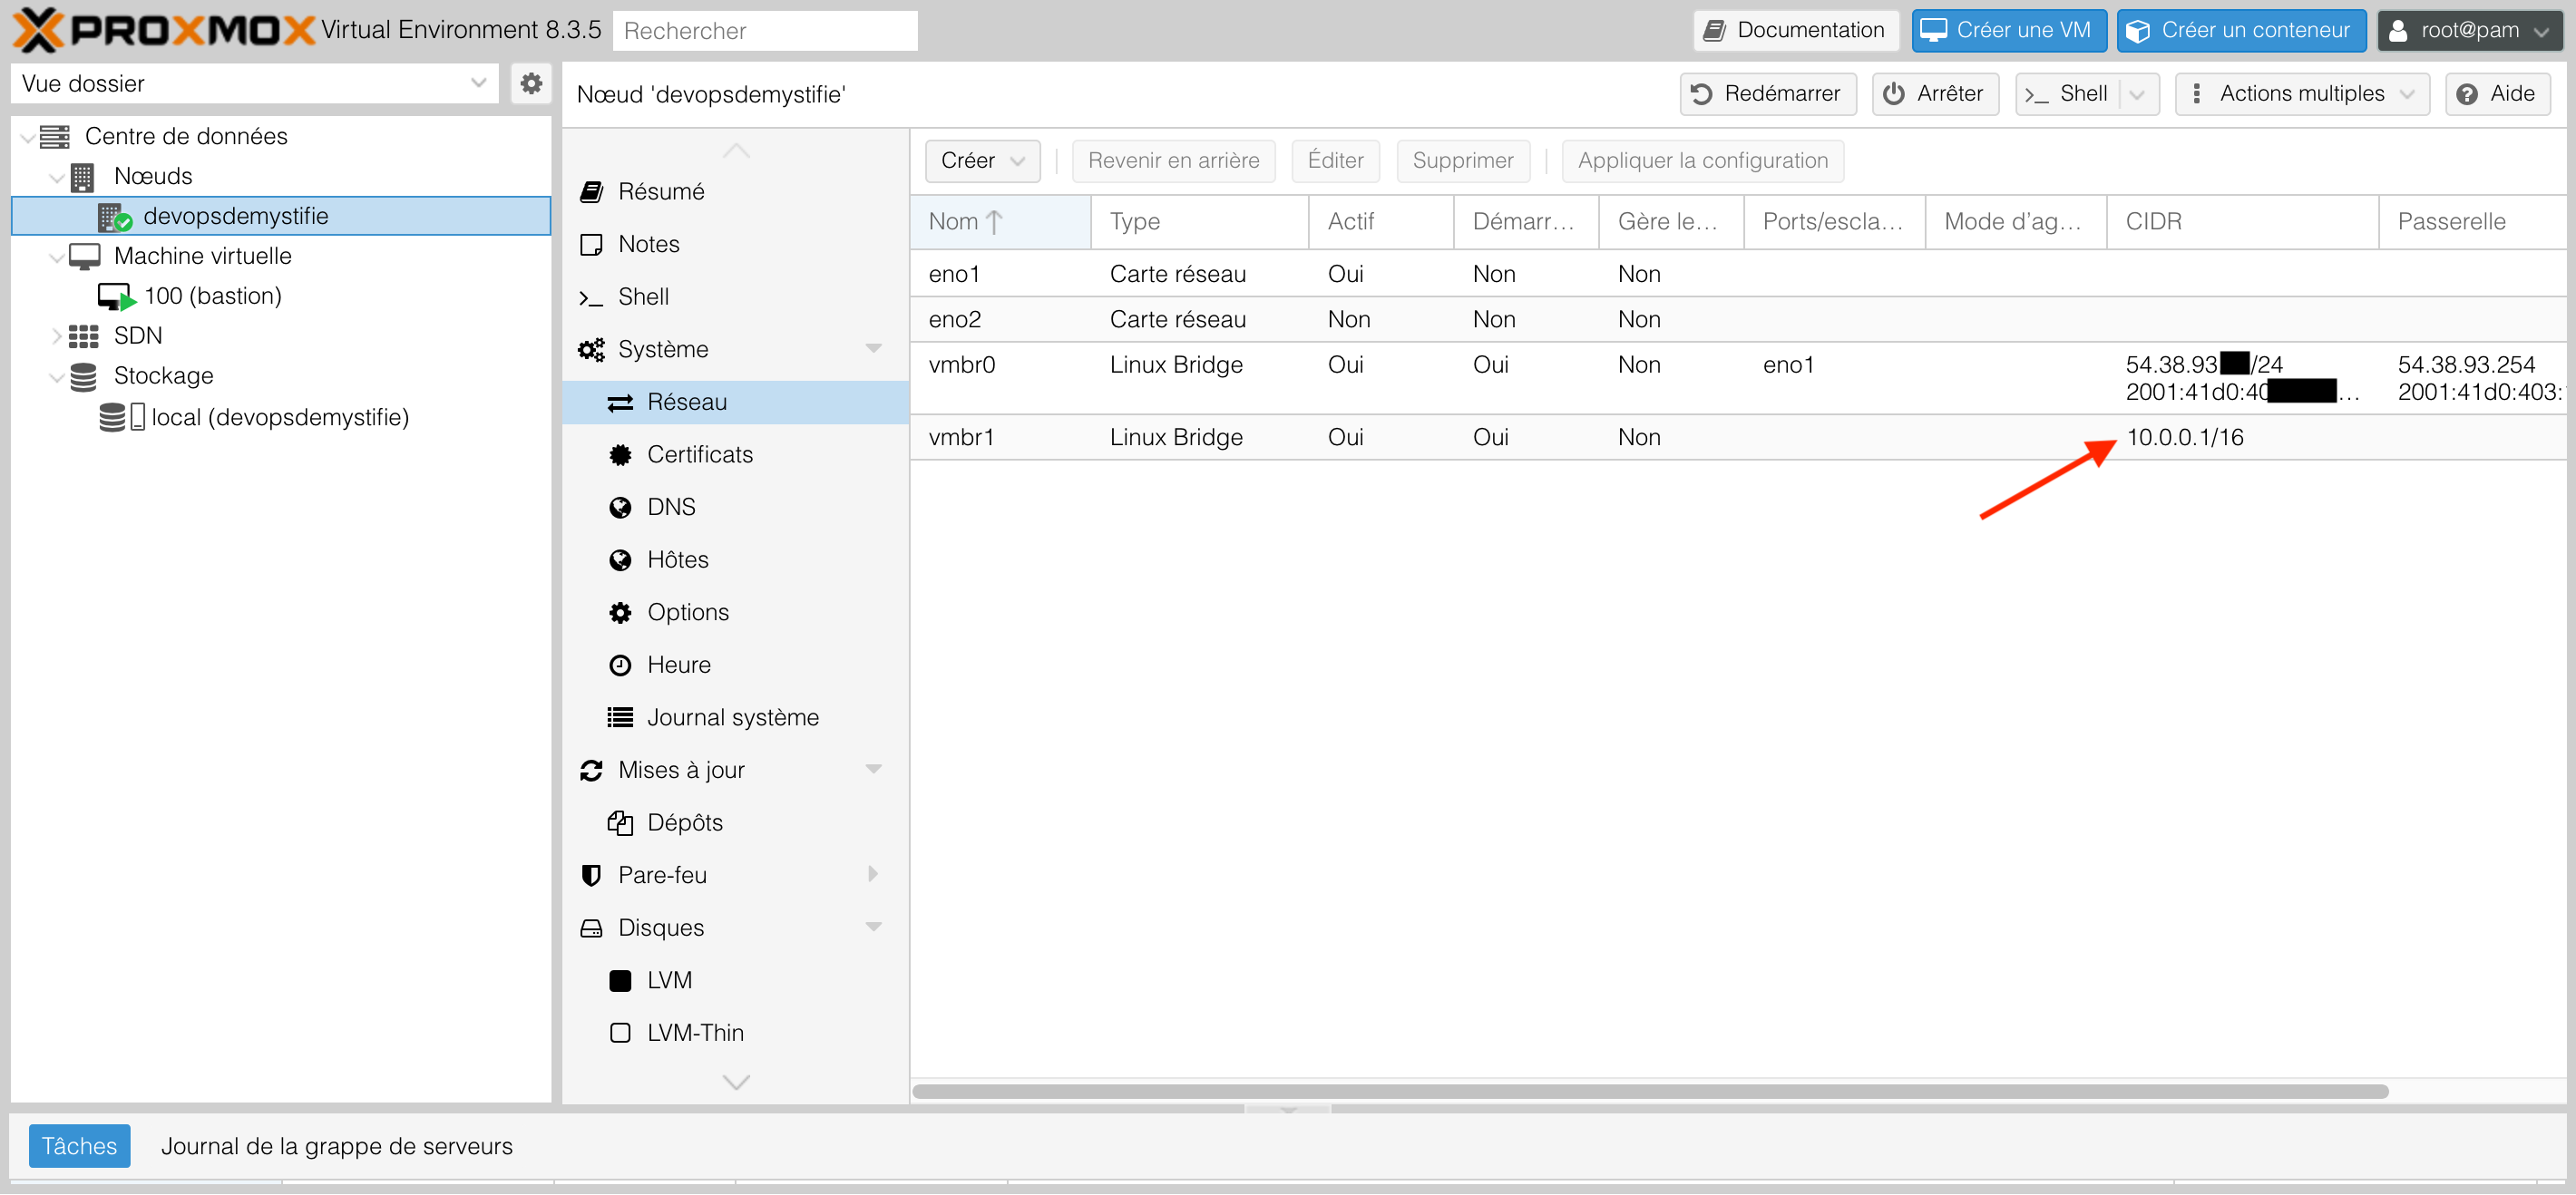 PROXMOX Virtual Environment 8.3.5 Rechercher Documentation Créer une VM Créer un conteneur root@pam
Vue dossier
Centre de données
Nœuds
devopsdemystifie
Machine virtuelle
100 (bastion)
SDN
Stockage
local (devopsdemystifie)
Nœud 'devopsdemystifie' Redémarrer Arrêter Shell Actions multiples Aide
Résumé
Notes
Shell
Système
Réseau
Certificats
DNS
Hôtes
Options
Heure
Journal système
Mises à jour
Dépôts
Pare-feu
Disques
LVM
LVM-Thin
Créer Revenir en arrière Éditer Supprimer Appliquer la configuration
Nom Type Actif Démarr... Gère le... Ports/escla... Mode d'ag... CIDR Passerelle
eno1 Carte réseau Oui Non Non
eno2 Carte réseau Non Non Non
vmbr0 Linux Bridge Oui Oui Non eno1 54.38.93 /24 54.38.93.254
2001:41d0:40 ... 2001:41d0:403:
vmbr1 Linux Bridge Oui Oui Non 10.0.0.1/16
Tâches Journal de la grappe de serveurs